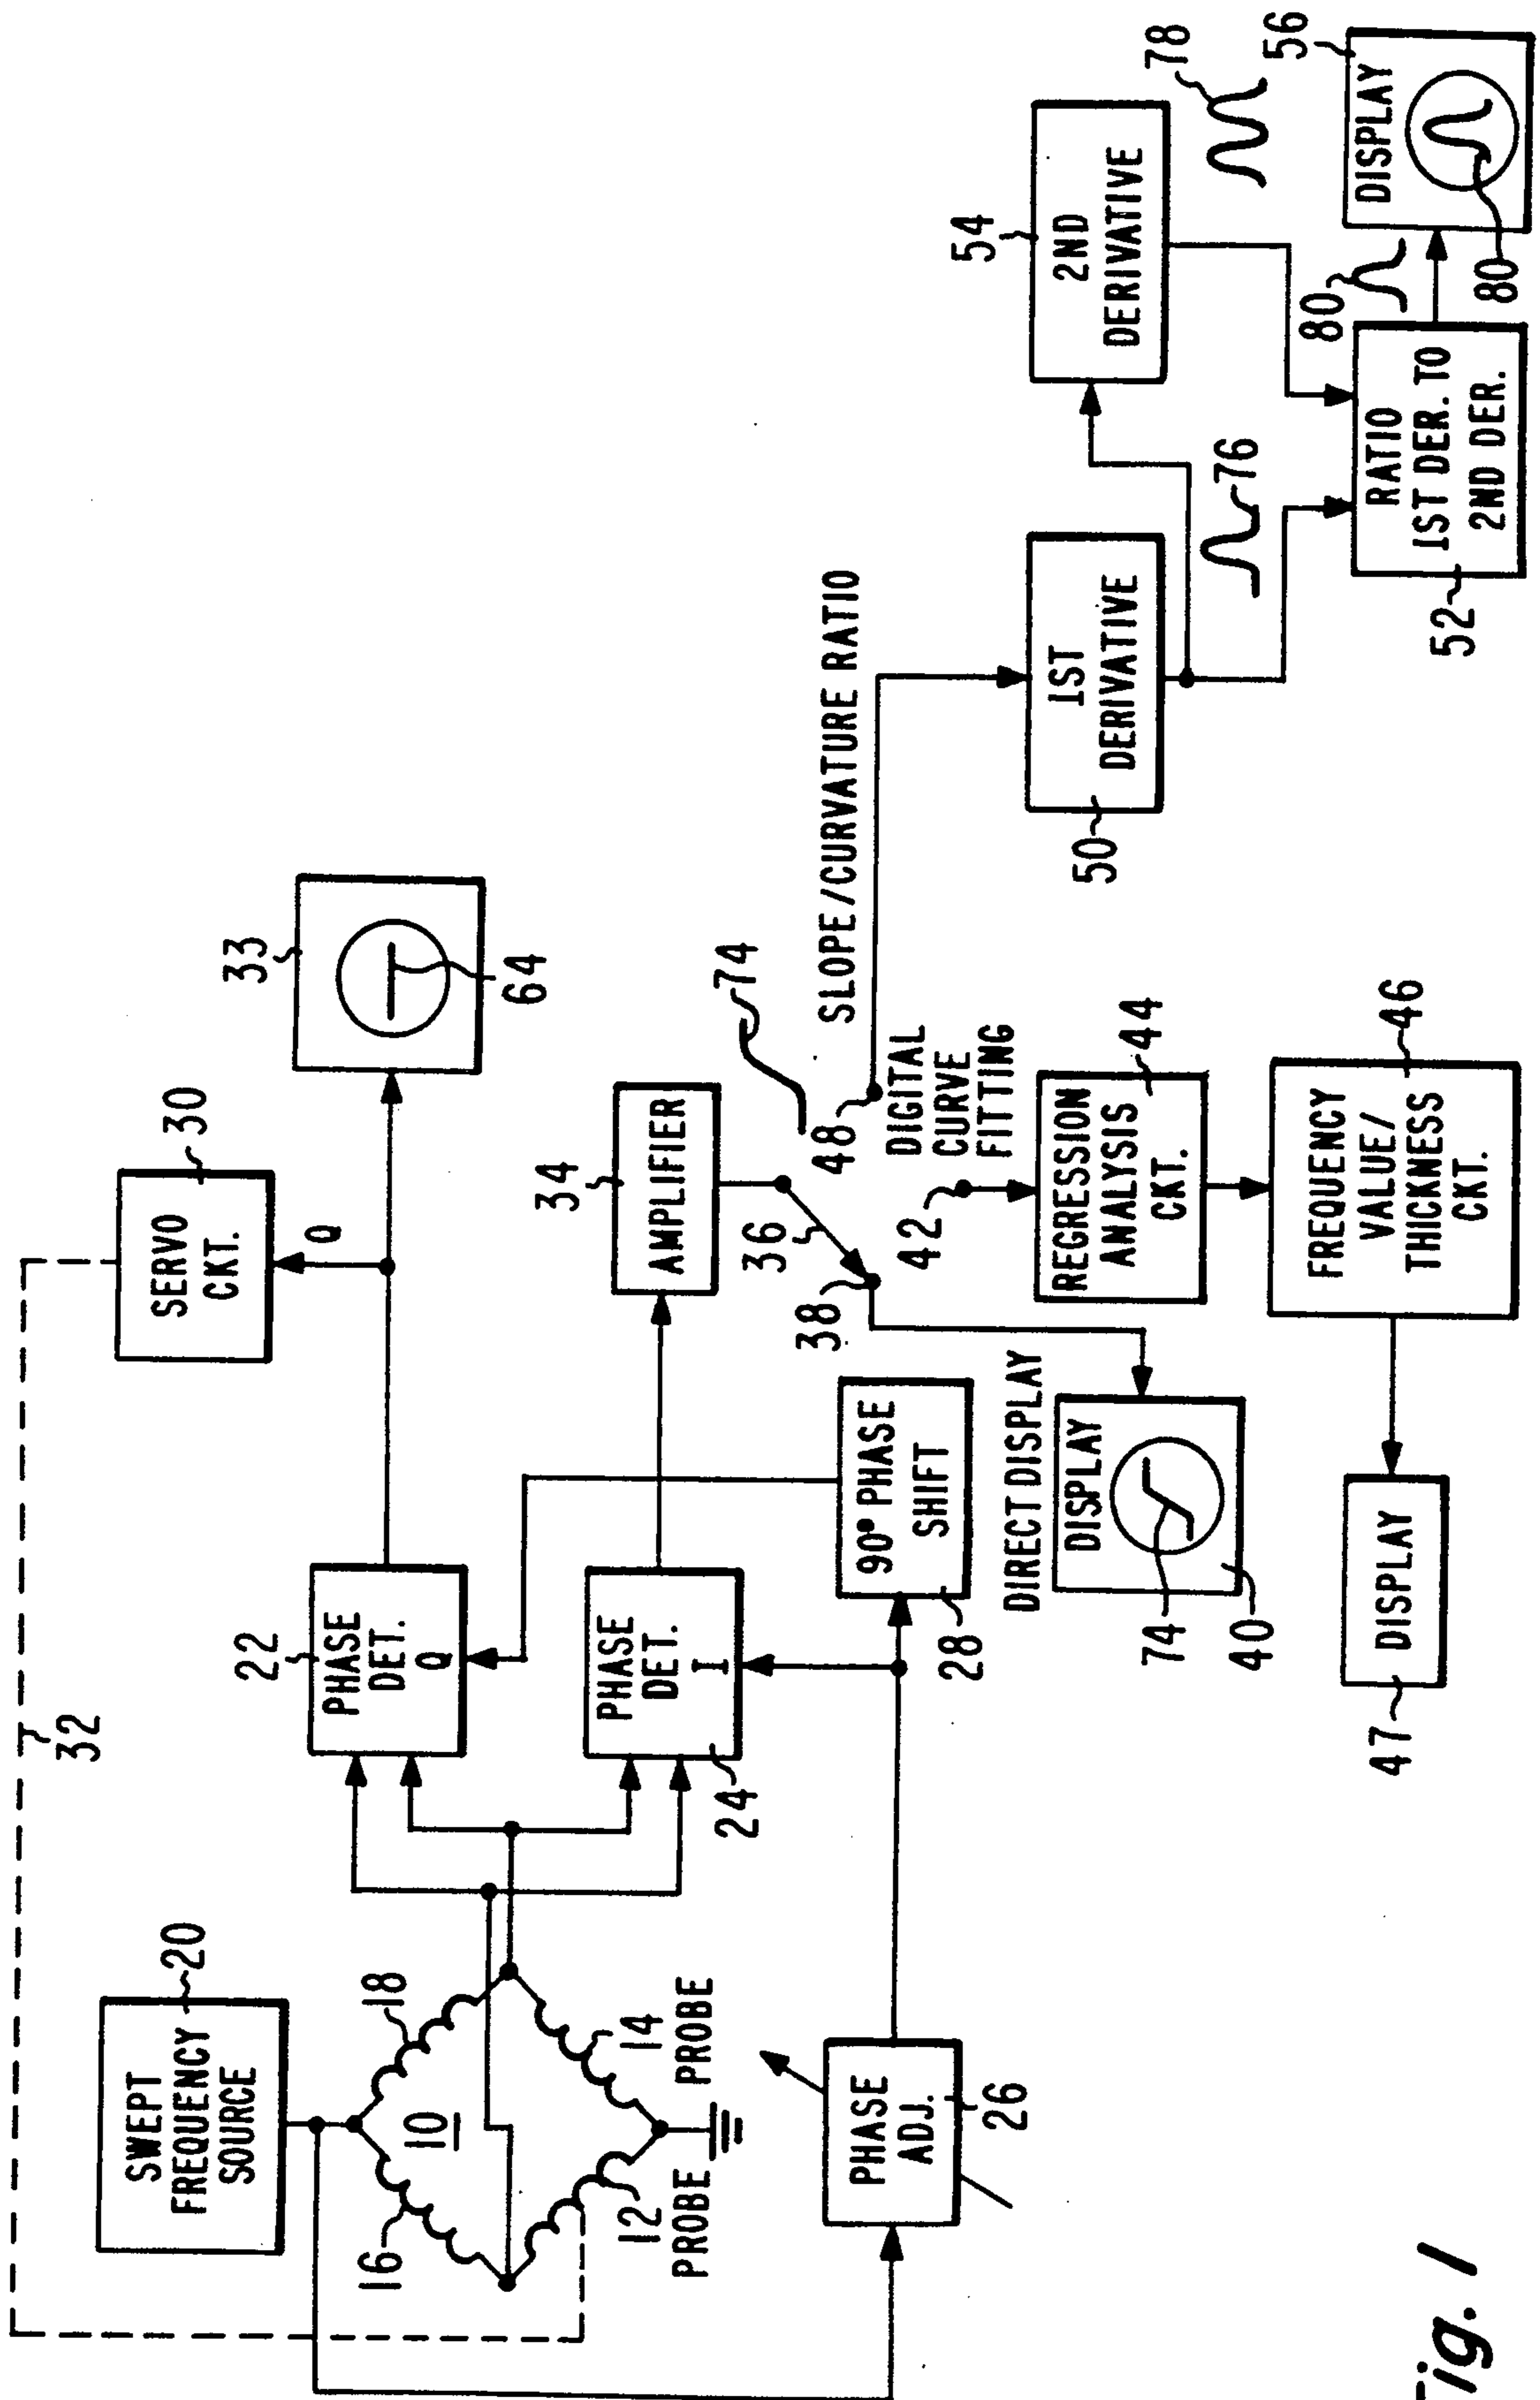 32
SWEPT
FREQUENCY
SOURCE
20
16
18
10
12
PROBE
14
PROBE
PHASE
ADJ.
26
22
PHASE
DET.
Q
PHASE
DET.
I
24
90° PHASE
SHIFT
28
SERVO
CKT.
30
Q
33
64
34
AMPLIFIER
74
36
38
42
48
DIRECT DISPLAY
DISPLAY
74
40
DIGITAL
CURVE
FITTING
REGRESSION
ANALYSIS
CKT.
44
FREQUENCY
VALUE/
THICKNESS
CKT.
46
DISPLAY
47
SLOPE/CURVATURE RATIO
1ST
DERIVATIVE
50
76
54
2ND
DERIVATIVE
78
RATIO
1ST DER. TO
2ND DER.
52
80
DISPLAY
56
80
Fig. 1